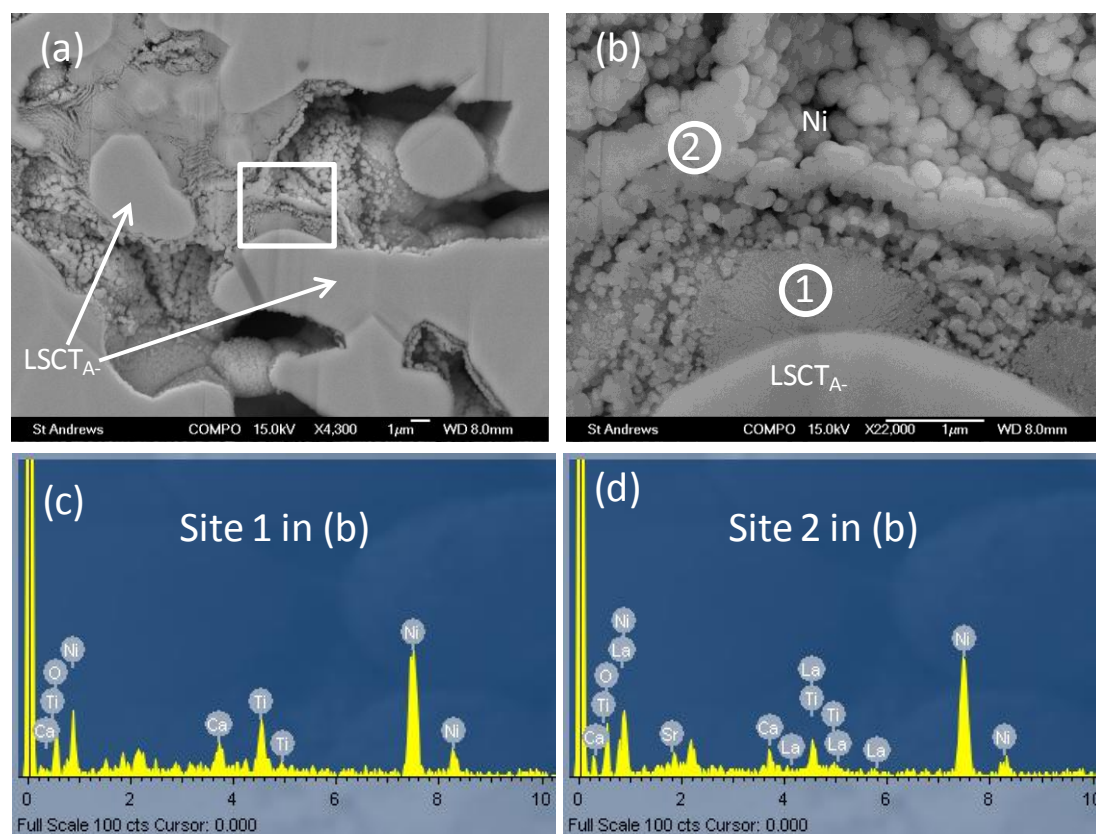 (a)
LSCTA-
St Andrews COMPO 15.0kV X4,300 1μm WD 8.0mm
(b)
Ni
2
1
LSCTA-
St Andrews COMPO 15.0kV X22,000 1μm WD 8.0mm
(c)
Site 1 in (b)
Ni
O
Ti
Ca
Ca
Ti
Ti
Ni
Ni
0 2 4 6 8 10
Full Scale 100 cts Cursor: 0.000
(d)
Site 2 in (b)
Ni
La
O
Ti
Ca
Sr
Ca
La
La
Ti
Ti
La
La
Ni
Ni
0 2 4 6 8 10
Full Scale 100 cts Cursor: 0.000